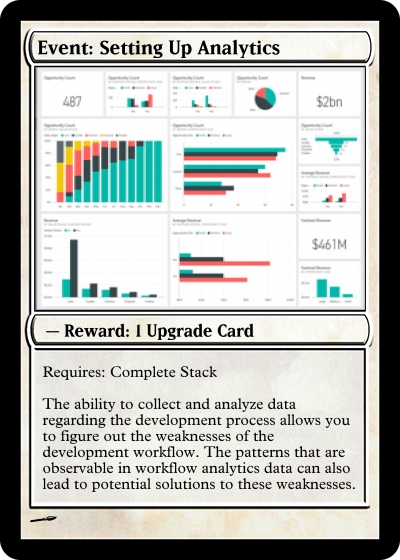 Event: Setting Up Analytics
Opportunity Count
Opportunity Count
Opportunity Count
Opportunity Count
Revenue
487
$2bn
Opportunity Count
Opportunity Count
Opportunity Count
Average Revenue
Revenue
Average Revenue
Factored Revenue
$461M
Factored Revenue
— Reward: 1 Upgrade Card
Requires: Complete Stack
The ability to collect and analyze data
regarding the development process allows you
to figure out the weaknesses of the
development workflow. The patterns that are
observable in workflow analytics data can also
lead to potential solutions to these weaknesses.